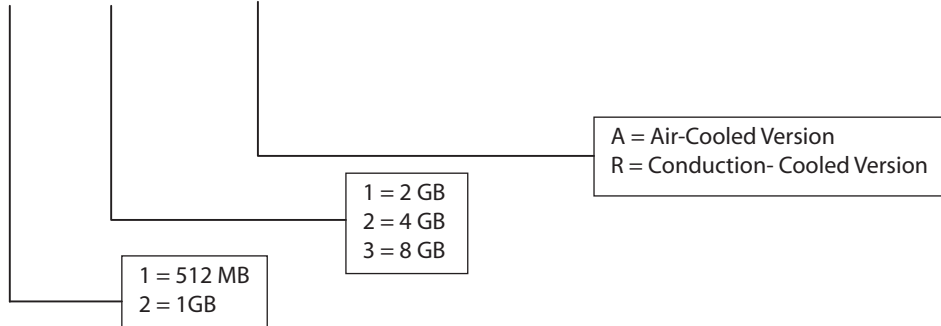 A = Air-Cooled Version
R = Conduction- Cooled Version
1 = 2 GB
2 = 4 GB
3 = 8 GB
1 = 512 MB
2 = 1GB